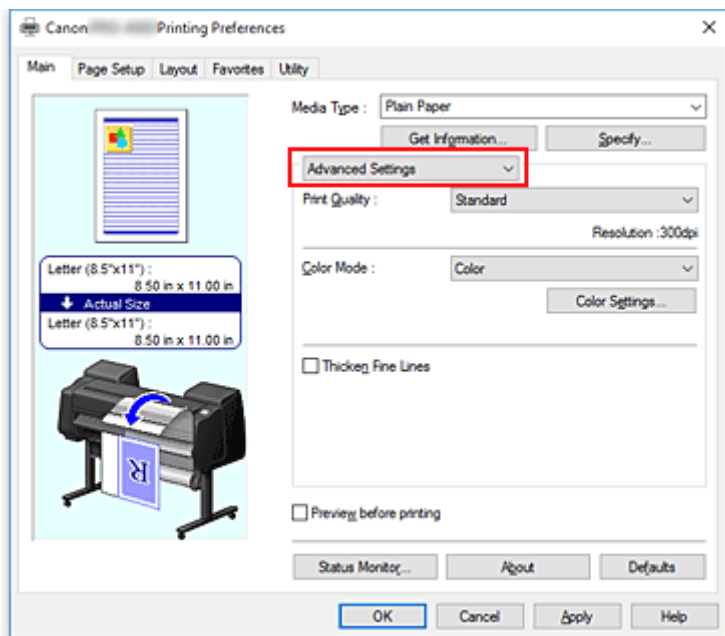 Canon Printing Preferences
Main Page Setup Layout Favorites Utility
Media Type : Plain Paper
Get Information... Specify...
Advanced Settings
Print Quality : Standard
Resolution :300dpi
Color Mode : Color
Color Settings...
Thicken Fine Lines
Letter (8.5"x11") :
8.50 in x 11.00 in
Actual Size
Letter (8.5"x11") :
8.50 in x 11.00 in
R
Preview before printing
Status Monitor... About Defaults
OK Cancel Apply Help